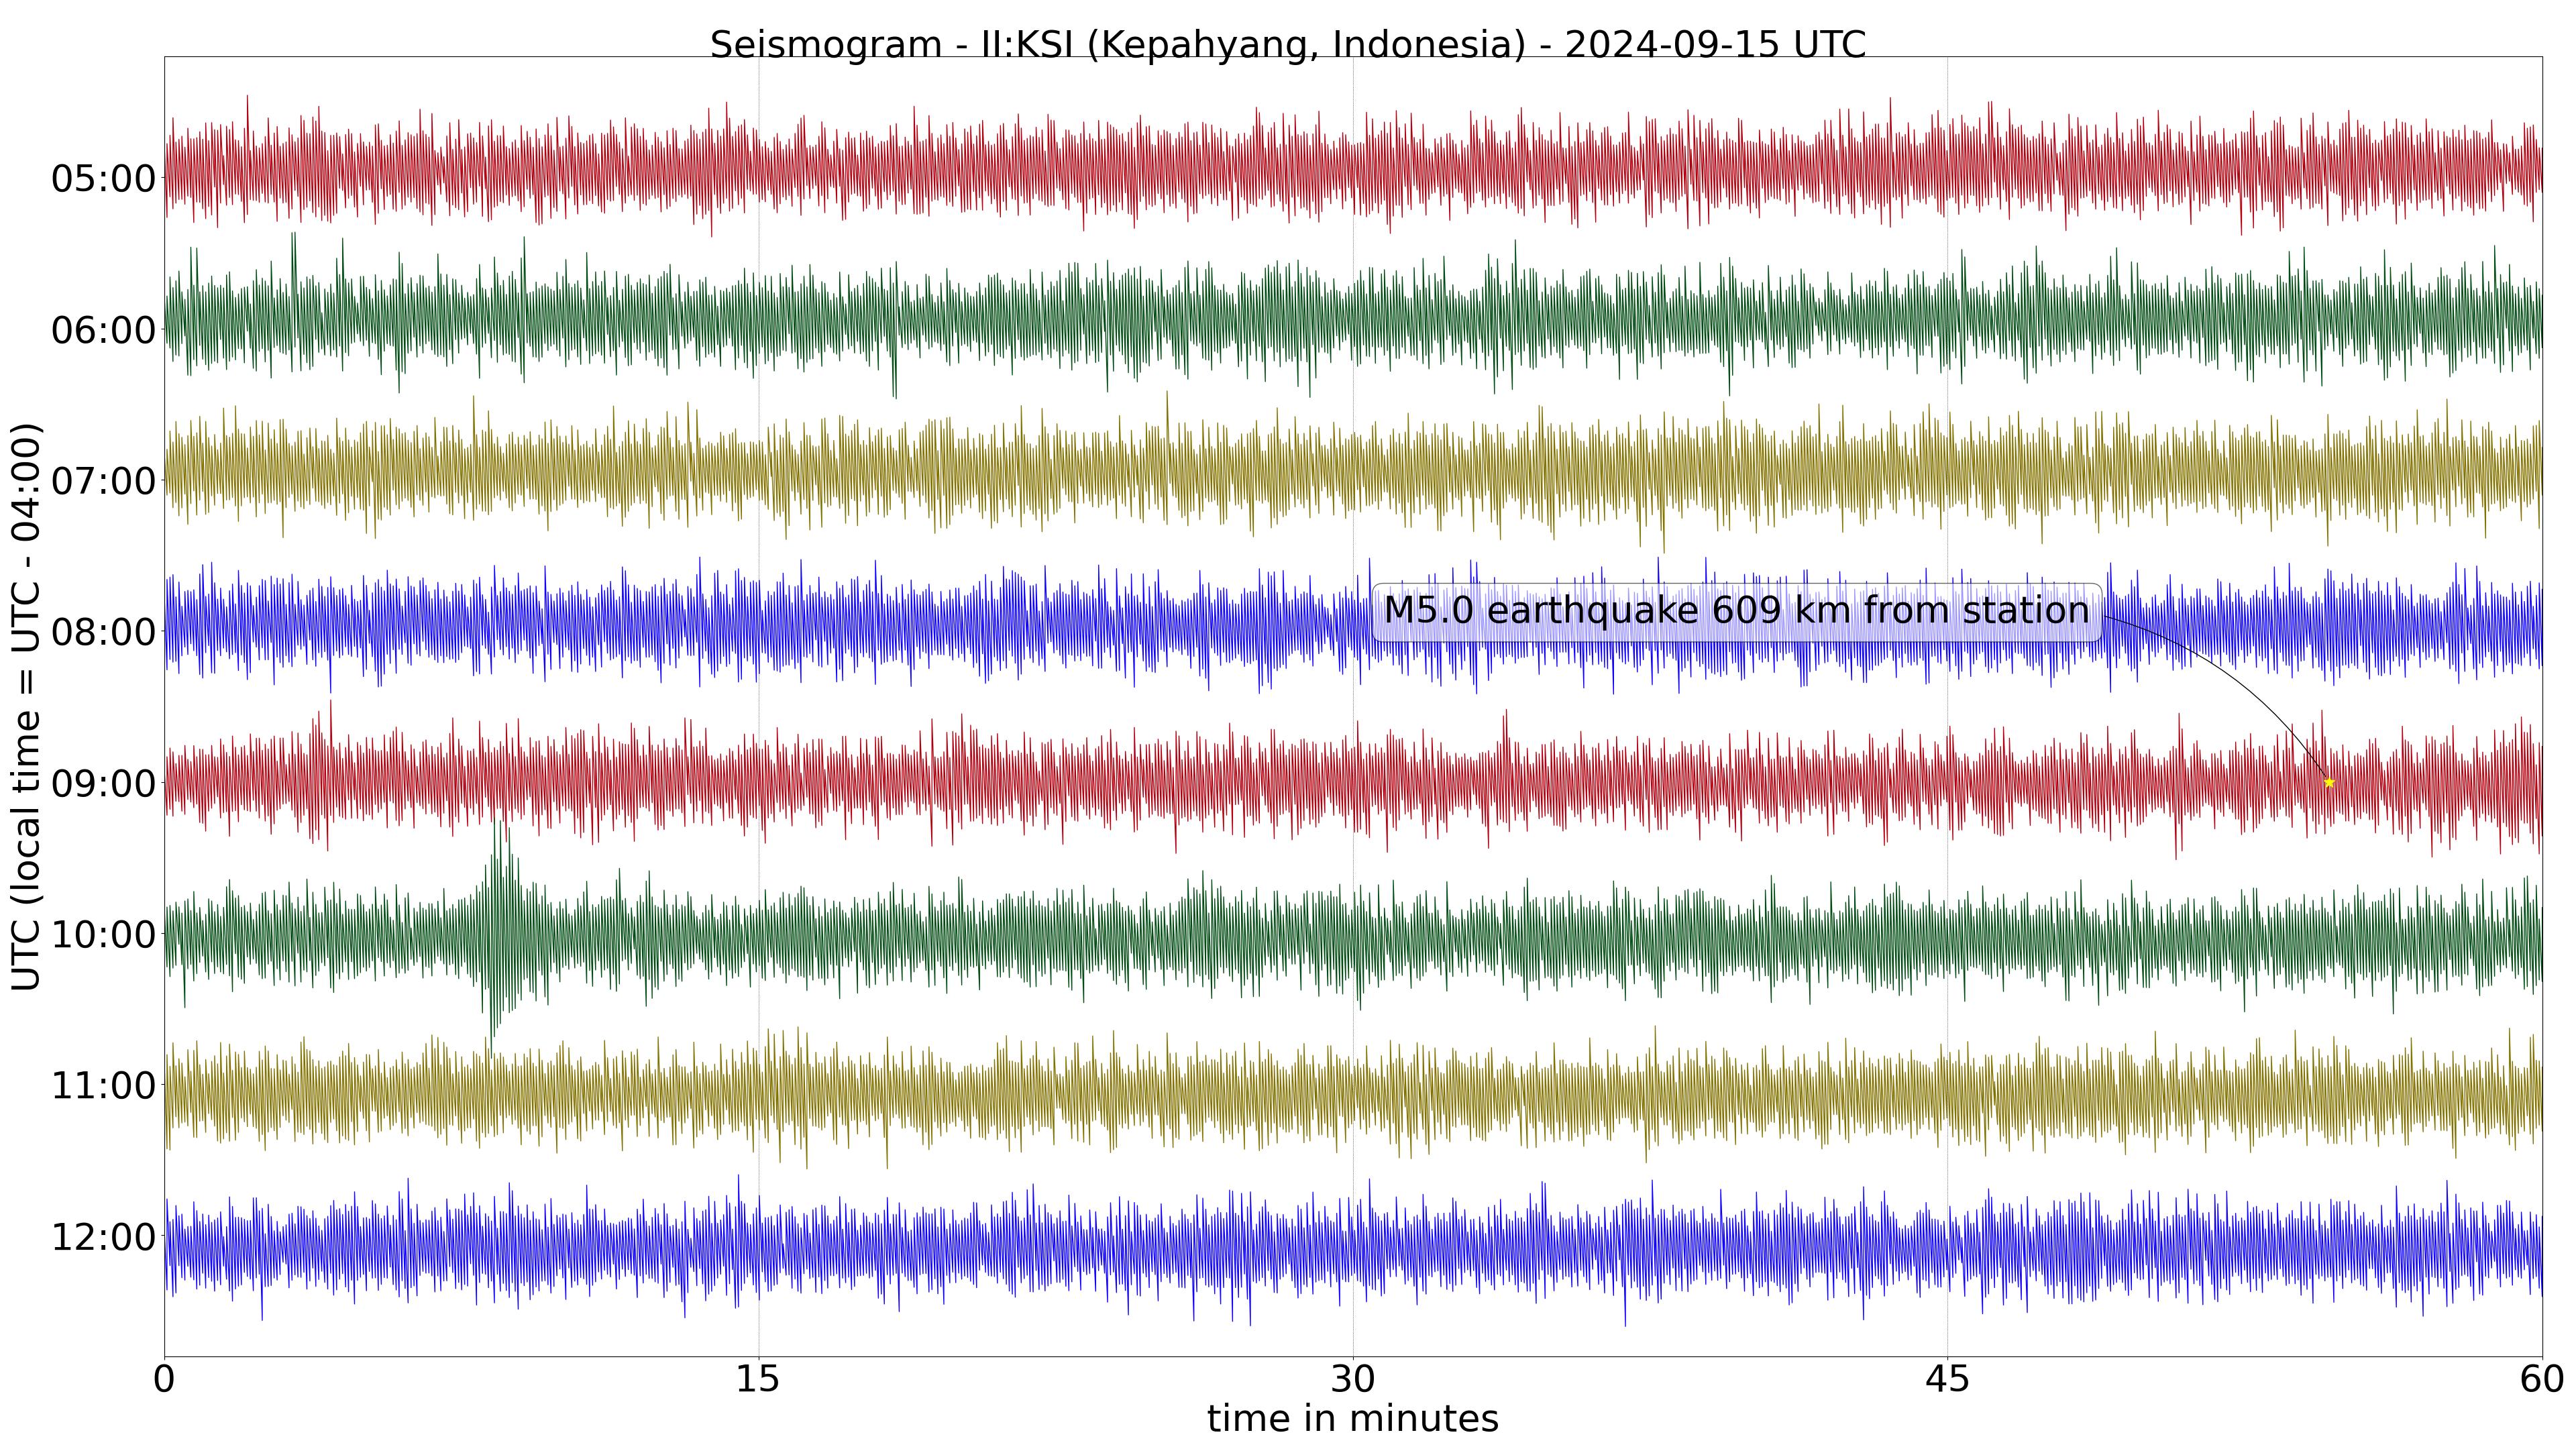 Seismogram - II:KSI (Kepahyang, Indonesia) - 2024-09-15 UTC
UTC (local time = UTC - 04:00)
05:00
06:00
07:00
08:00
M5.0 earthquake 609 km from station
09:00
10:00
11:00
12:00
0 15 30 45 60
time in minutes